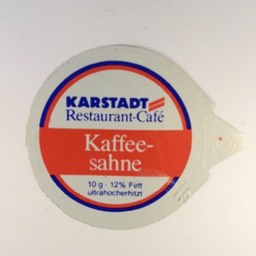 KARSTADT
Restaurant-Café
Kaffee-
sahne
10 g · 12% Fett
ultrahocherhitzt